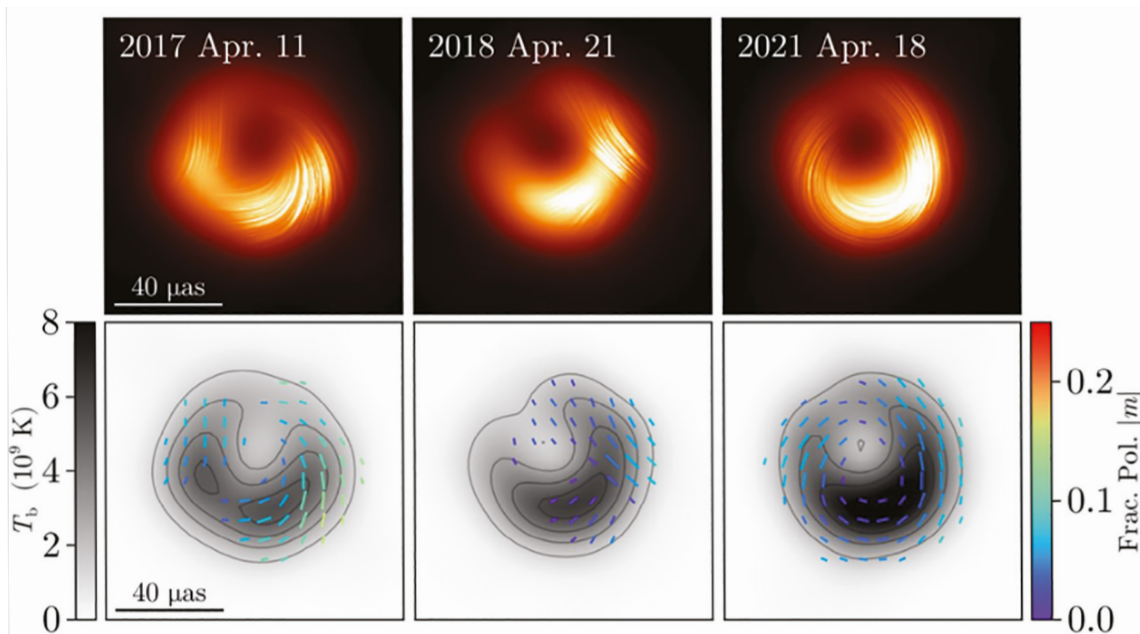 2017 Apr. 11
2018 Apr. 21
2021 Apr. 18
40 μas
8
6
4
2
0
T_b (10^9 K)
40 μas
0.2
0.1
0.0
Frac. Pol. |m|